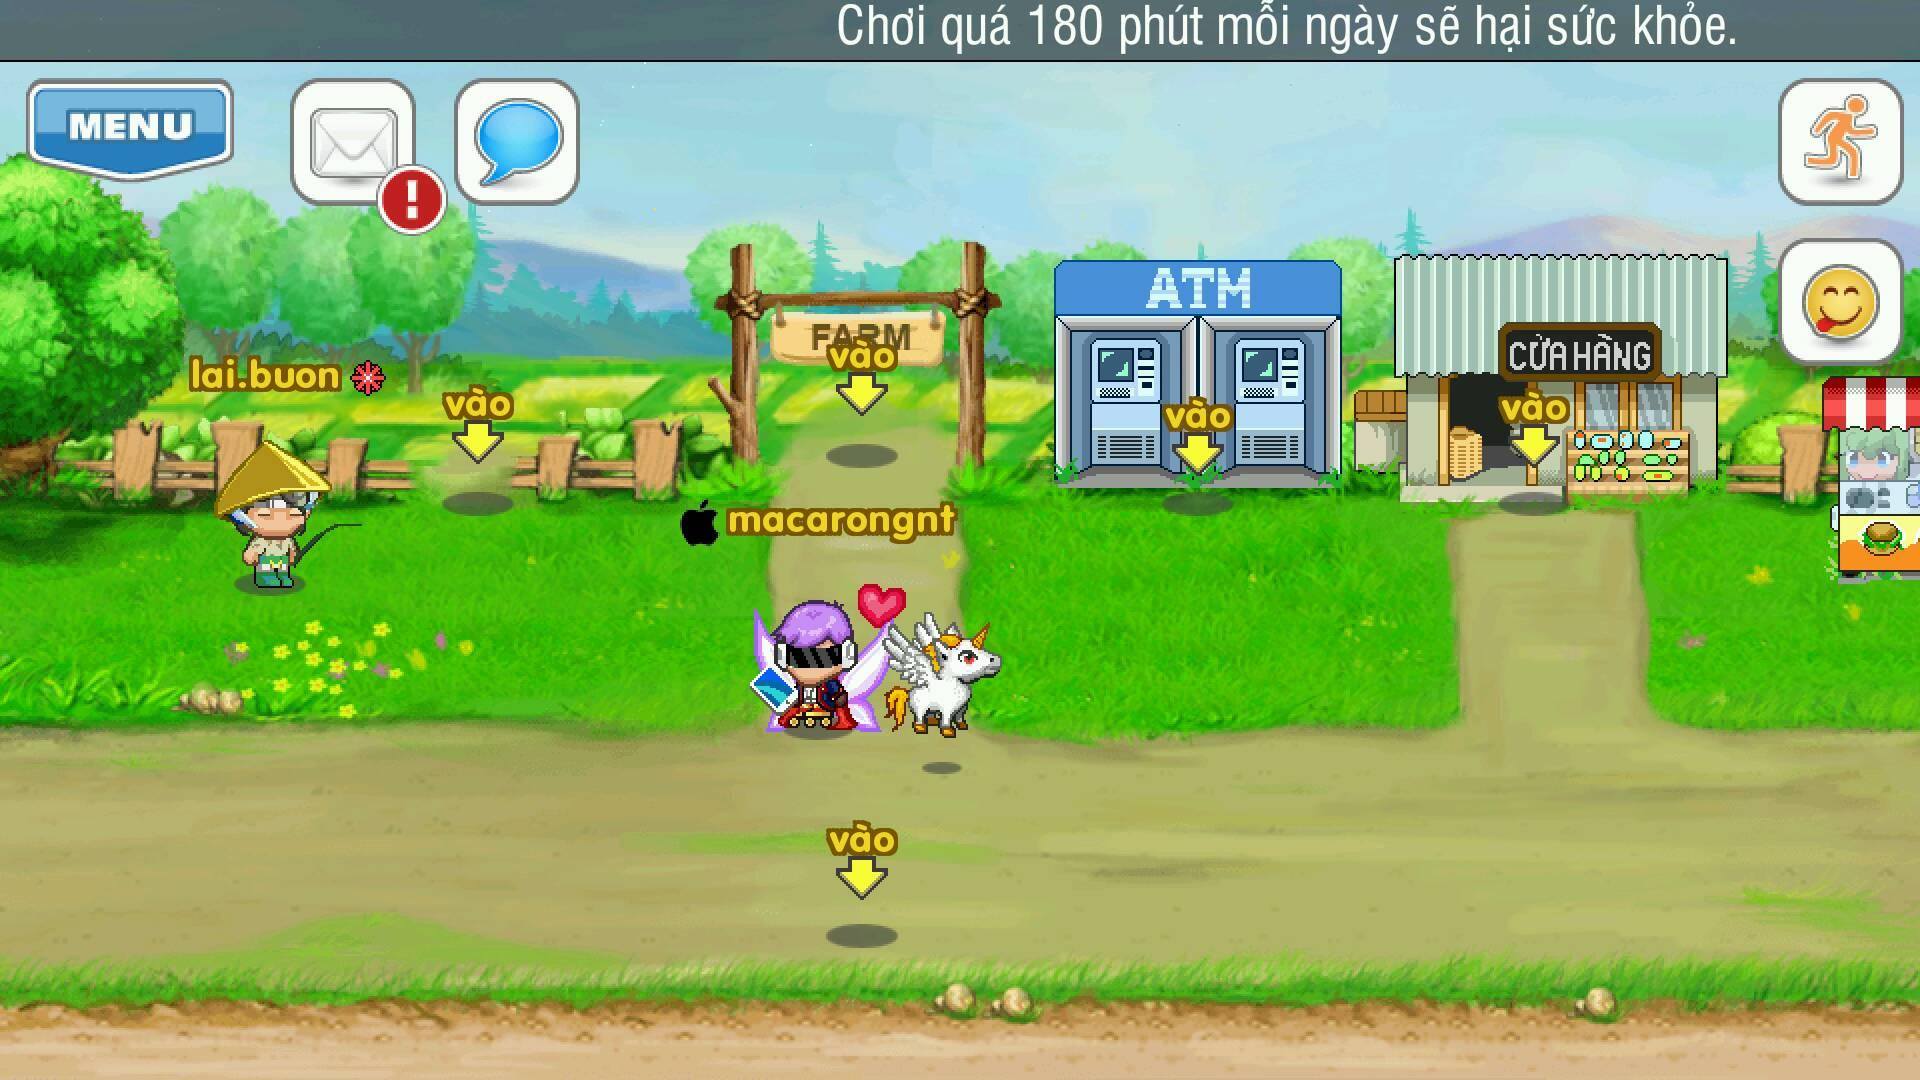 Chơi quá 180 phút mỗi ngày sẽ hại sức khỏe.
MENU
ATM
FARM
vào
CỬA HÀNG
lai.buon
vào
vào
vào
macarongnt
vào